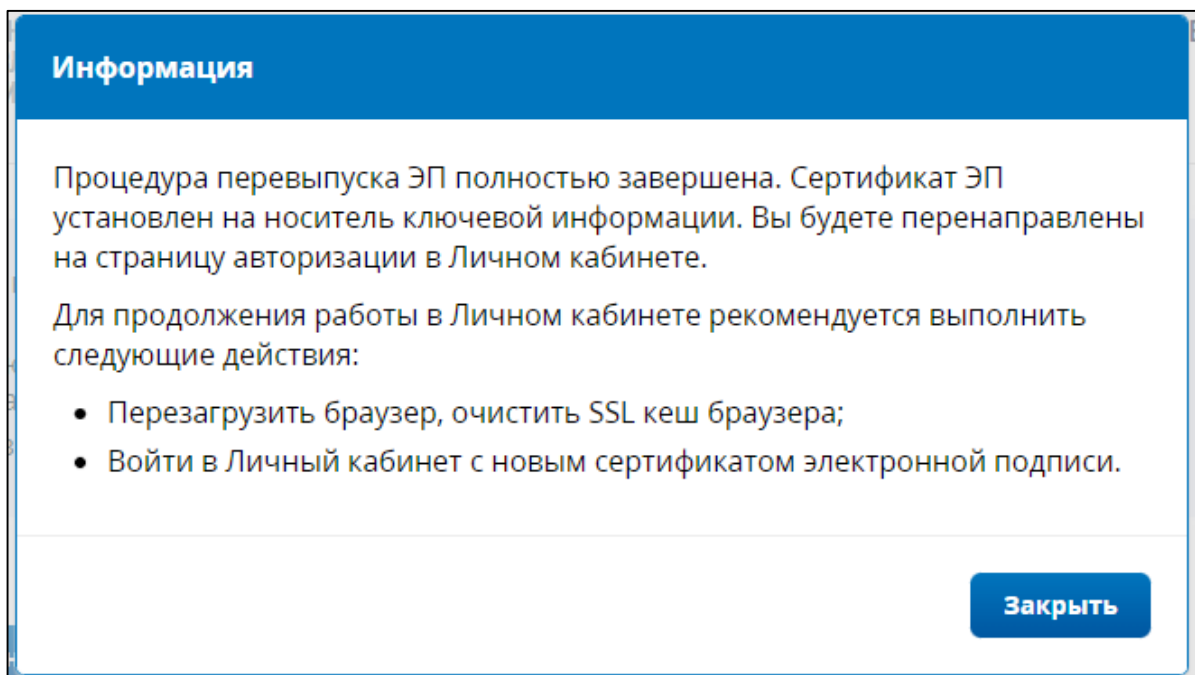 Информация
Процедура перевыпуска ЭП полностью завершена. Сертификат ЭП
установлен на носитель ключевой информации. Вы будете перенаправлены
на страницу авторизации в Личном кабинете.
Для продолжения работы в Личном кабинете рекомендуется выполнить
следующие действия:
• Перезагрузить браузер, очистить SSL кеш браузера;
• Войти в Личный кабинет с новым сертификатом электронной подписи.
Закрыть